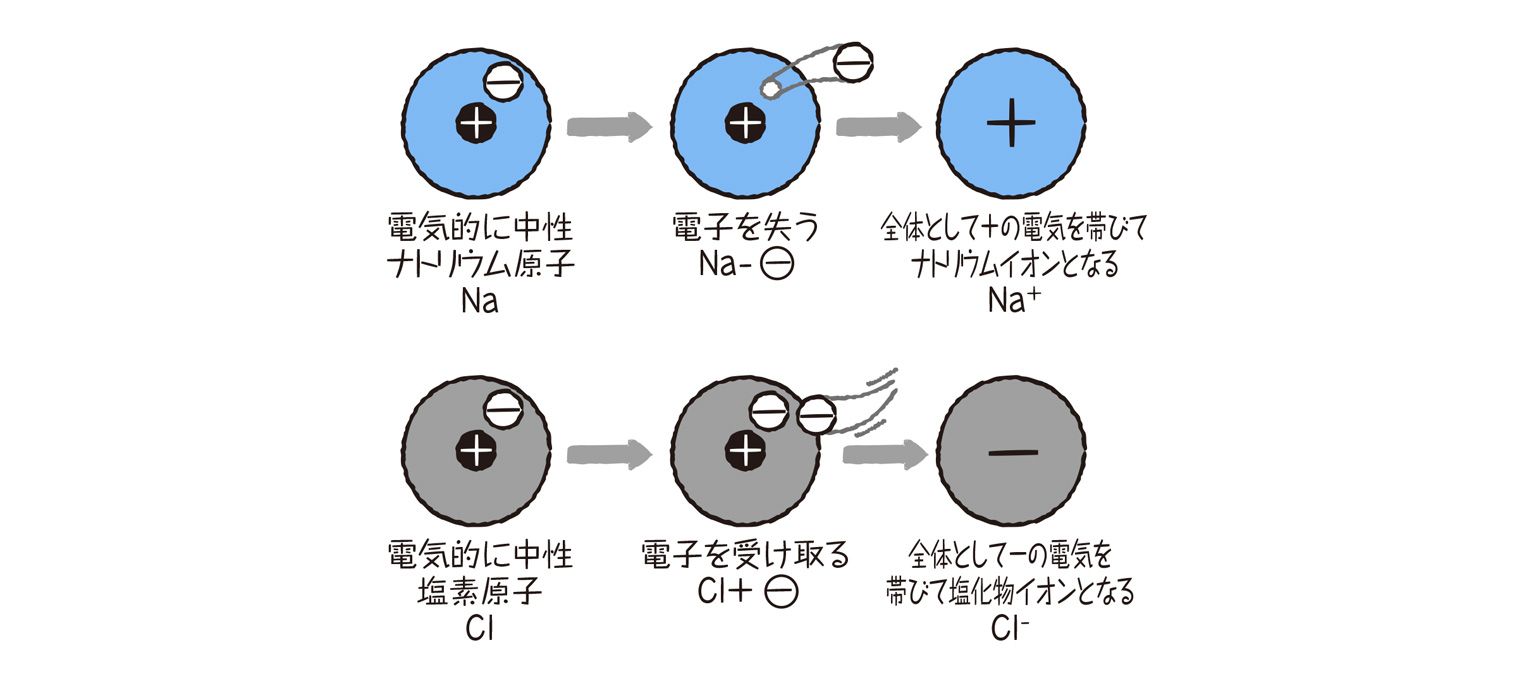 電気的に中性
ナトリウム原子
Na
電子を失う
Na-⊖
全体として+の電気を帯びて
ナトリウムイオンとなる
Na⁺
電気的に中性
塩素原子
Cl
電子を受け取る
Cl+⊖
全体として−の電気を
帯びて塩化物イオンとなる
Cl⁻